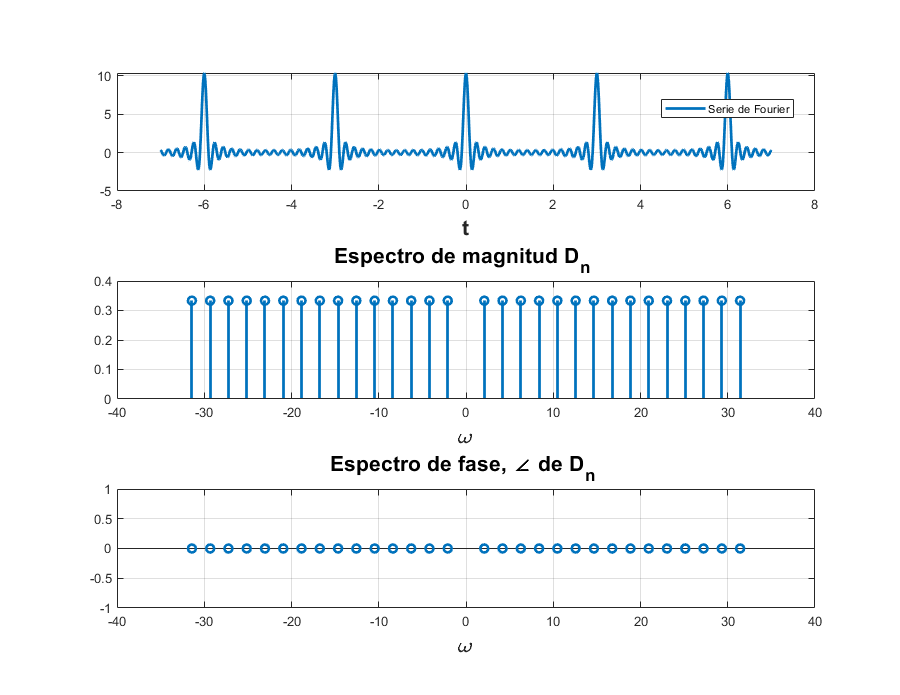 10
5
0
-5
Serie de Fourier
-8 -6 -4 -2 0 2 4 6 8
t
Espectro de magnitud Dn
0.4
0.3
0.2
0.1
0
-40 -30 -20 -10 0 10 20 30 40
ω
Espectro de fase, ∠ de Dn
1
0.5
0
-0.5
-1
-40 -30 -20 -10 0 10 20 30 40
ω